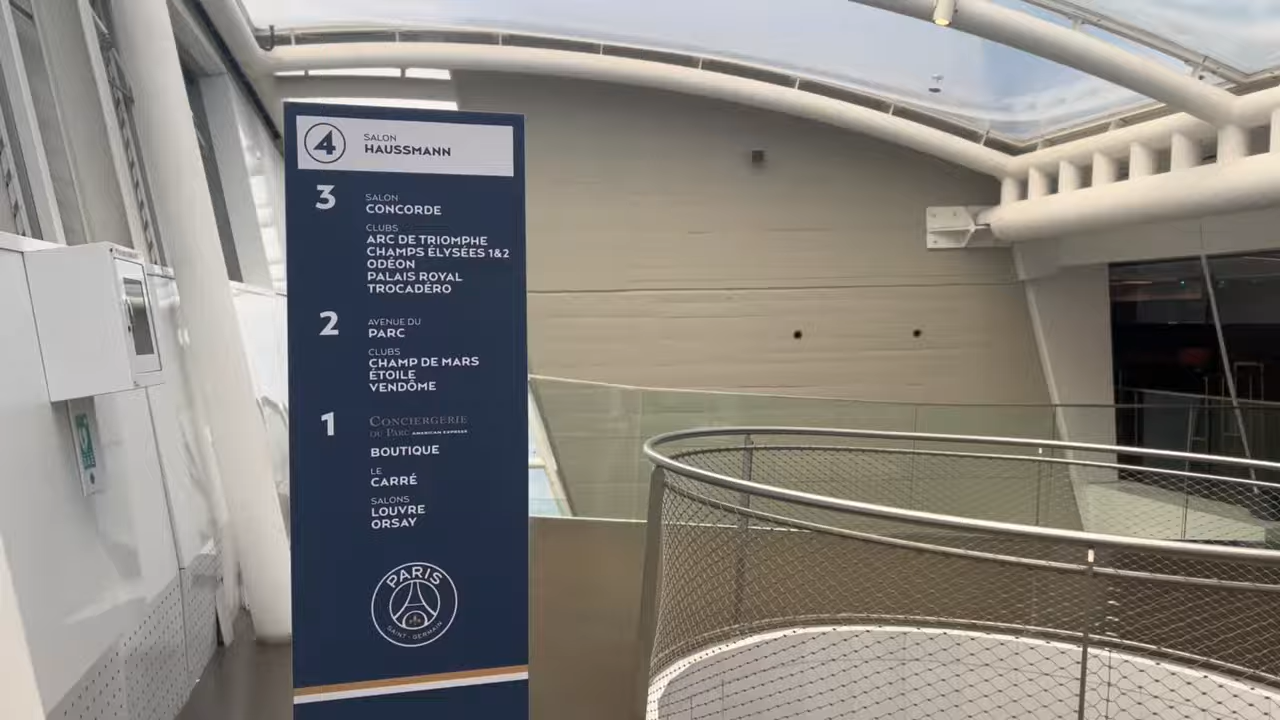 4
SALON
HAUSSMANN
3
SALON
CONCORDE
CLUBS
ARC DE TRIOMPHE
CHAMPS ÉLYSÉES 1&2
ODÉON
PALAIS ROYAL
TROCADÉRO
2
AVENUE DU
PARC
CLUBS
CHAMP DE MARS
ÉTOILE
VENDÔME
1
CONCIERGERIE
DU PARC AMERICAN EXPRESS
BOUTIQUE
LE
CARRÉ
SALONS
LOUVRE
ORSAY
PARIS
SAINT-GERMAIN